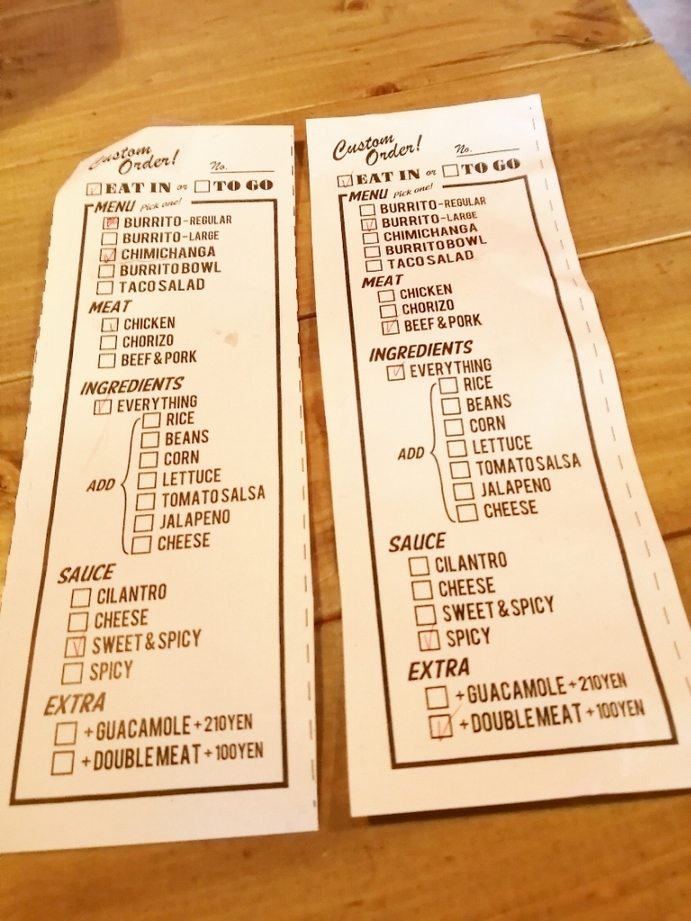 Custom
Order!
No.
EAT IN or TO GO
MENU Pick one!
BURRITO-REGULAR
BURRITO-LARGE
CHIMICHANGA
BURRITO BOWL
TACO SALAD
MEAT
CHICKEN
CHORIZO
BEEF & PORK
INGREDIENTS
EVERYTHING
ADD
RICE
BEANS
CORN
LETTUCE
TOMATO SALSA
JALAPENO
CHEESE
SAUCE
CILANTRO
CHEESE
SWEET & SPICY
SPICY
EXTRA
+GUACAMOLE+210YEN
+DOUBLE MEAT+100YEN
Custom
Order!
No.
EAT IN or TO GO
MENU Pick one!
BURRITO-REGULAR
BURRITO-LARGE
CHIMICHANGA
BURRITO BOWL
TACO SALAD
MEAT
CHICKEN
CHORIZO
BEEF & PORK
INGREDIENTS
EVERYTHING
ADD
RICE
BEANS
CORN
LETTUCE
TOMATO SALSA
JALAPENO
CHEESE
SAUCE
CILANTRO
CHEESE
SWEET & SPICY
SPICY
EXTRA
+GUACAMOLE+210YEN
+DOUBLE MEAT+100YEN